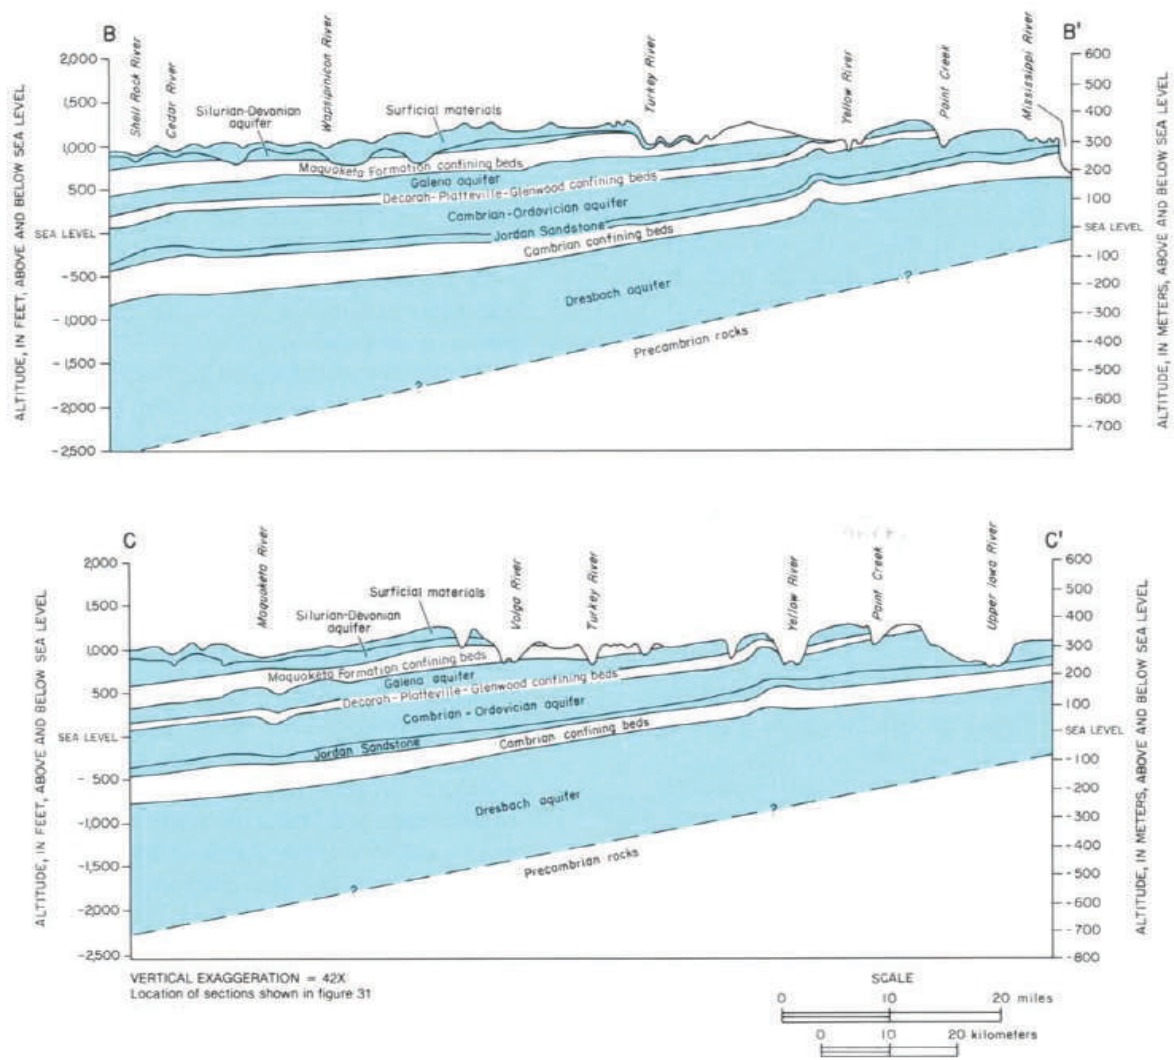 B
B'
Shell Rock River
Cedar River
Wapsipinicon River
Turkey River
Yellow River
Paint Creek
Mississippi River
ALTITUDE, IN FEET, ABOVE AND BELOW SEA LEVEL
2,000
1,500
1,000
500
SEA LEVEL
-500
-1,000
-1,500
-2,000
-2,500
Silurian-Devonian
aquifer
Surficial materials
Maquoketa Formation confining beds
Galena aquifer
Decorah-Platteville-Glenwood confining beds
Cambrian-Ordovician aquifer
Jordan Sandstone
Cambrian confining beds
Dresbach aquifer
?
?
Precambrian rocks
600
500
400
300
200
100
SEA LEVEL
-100
-200
-300
-400
-500
-600
-700
ALTITUDE, IN METERS, ABOVE AND BELOW SEA LEVEL
C
C'
Maquoketa River
Volga River
Turkey River
Yellow River
Paint Creek
Upper Iowa River
ALTITUDE, IN FEET, ABOVE AND BELOW SEA LEVEL
2,000
1,500
1,000
500
SEA LEVEL
-500
-1,000
-1,500
-2,000
-2,500
Surficial materials
Silurian-Devonian
aquifer
Maquoketa Formation confining beds
Galena aquifer
Decorah-Platteville-Glenwood confining beds
Cambrian-Ordovician aquifer
Jordan Sandstone
Cambrian confining beds
Dresbach aquifer
?
?
Precambrian rocks
600
500
400
300
200
100
SEA LEVEL
-100
-200
-300
-400
-500
-600
-700
-800
ALTITUDE, IN METERS, ABOVE AND BELOW SEA LEVEL
VERTICAL EXAGGERATION = 42X
Location of sections shown in figure 31
SCALE
0 10 20 miles
0 10 20 kilometers